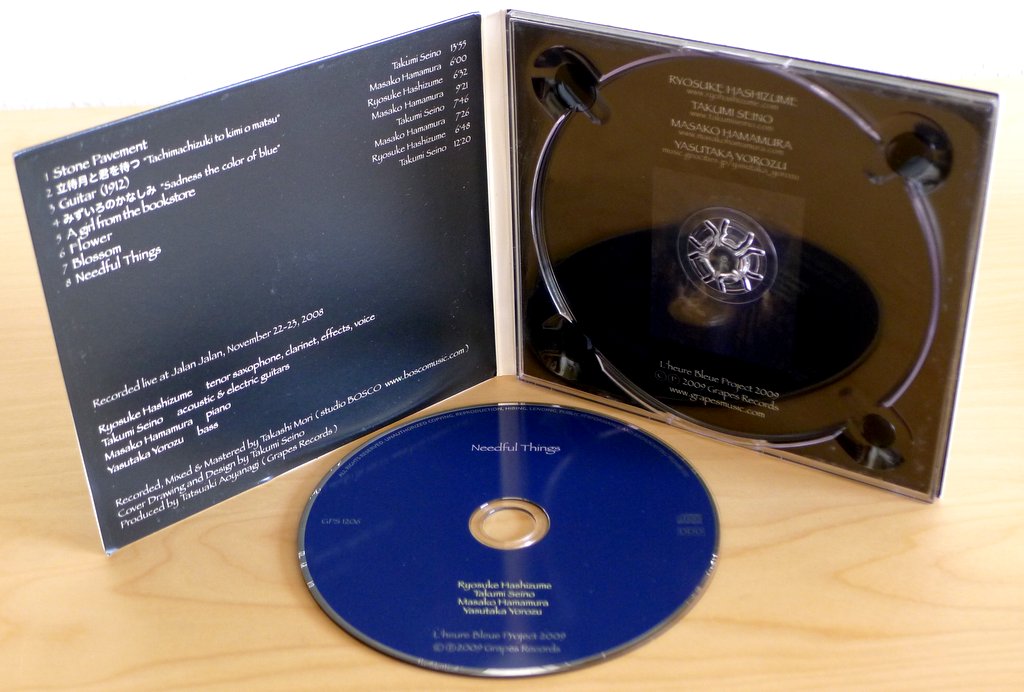 1 Stone Pavement Takumi Seino 13:55
2 立待月と君を待つ "Tachimachizuki to kimi o matsu" Masako Hamamura 6:00
3 Guitar (1912) Ryosuke Hashizume 6:32
4 みずいろのかなしみ "Sadness the color of blue" Masako Hamamura 9:21
5 A girl from the bookstore Takumi Seino 7:46
6 Flower Masako Hamamura 7:26
7 Blossom Ryosuke Hashizume 6:48
8 Needful Things Takumi Seino 12:20
Recorded live at Jalan Jalan, November 22-23, 2008
Ryosuke Hashizume tenor saxophone, clarinet, effects, voice
Takumi Seino acoustic & electric guitars
Masako Hamamura piano
Yasutaka Yorozu bass
Recorded, Mixed & Mastered by Takashi Mori ( studio BOSCO www.boscomusic.com )
Cover Drawing and Design by Takumi Seino
Produced by Tatsuaki Aoyanagi ( Grapes Records )
RYOSUKE HASHIZUME
TAKUMI SEINO
www.takumiseino.com
MASAKO HAMAMURA
www.masakohamamura.com
YASUTAKA YOROZU
L'heure Bleue Project 2009
2009 Grapes Records
www.grapesmusic.com
Needful Things
GPS 1206
Ryosuke Hashizume
Takumi Seino
Masako Hamamura
Yasutaka Yorozu
L'heure Bleue Project 2009
© ℗ 2009 Grapes Records